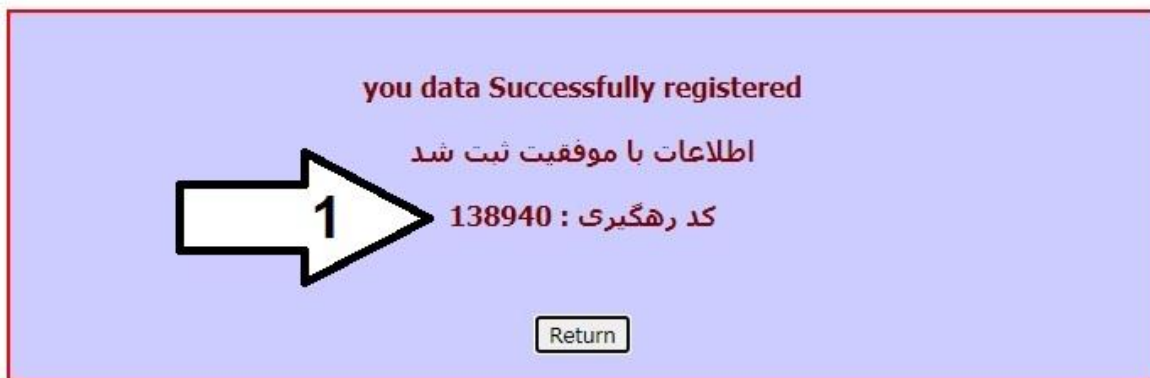 you data Successfully registered
اطلاعات با موفقیت ثبت شد
کد رهگیری : 138940
1
Return